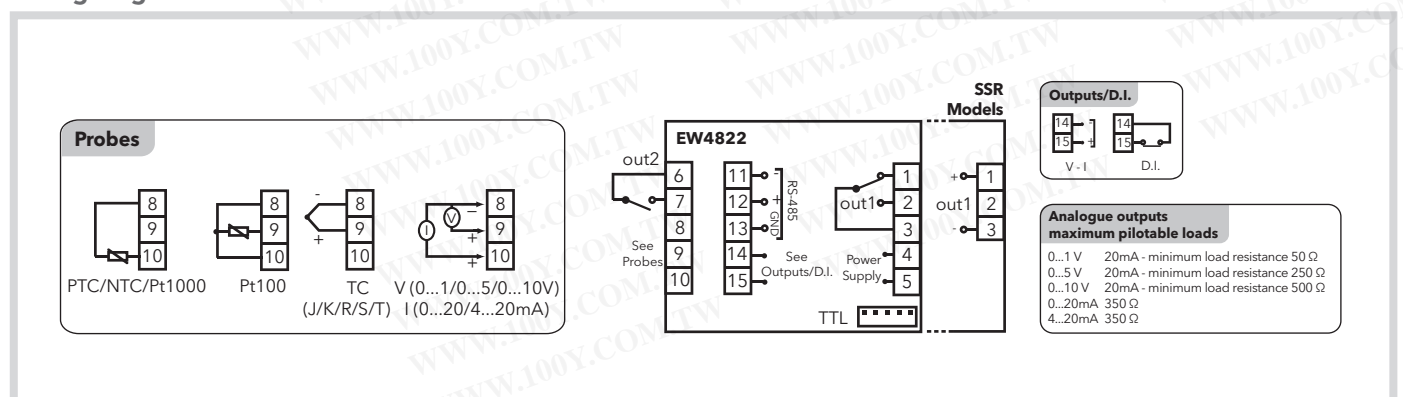 WWW.100Y.COM.TW
Probes
8
9
10
PTC/NTC/Pt1000
8
9
10
Pt100
-
+
8
9
10
TC
(J/K/R/S/T)
I
V
-
+
+
8
9
10
V (0...1/0...5/0...10V)
I (0...20/4...20mA)
EW4822
out2
6
7
8
9
10
See
Probes
11
12
13
14
15
-
+
GND
RS-485
See
Outputs/D.I.
out1
1
2
3
4
5
Power
Supply
TTL
SSR
Models
+
out1
-
1
2
3
Outputs/D.I.
14
15
-
+
V - I
14
15
D.I.
Analogue outputs
maximum pilotable loads
0...1 V 20mA - minimum load resistance 50 Ω
0...5 V 20mA - minimum load resistance 250 Ω
0...10 V 20mA - minimum load resistance 500 Ω
0...20mA 350 Ω
4...20mA 350 Ω